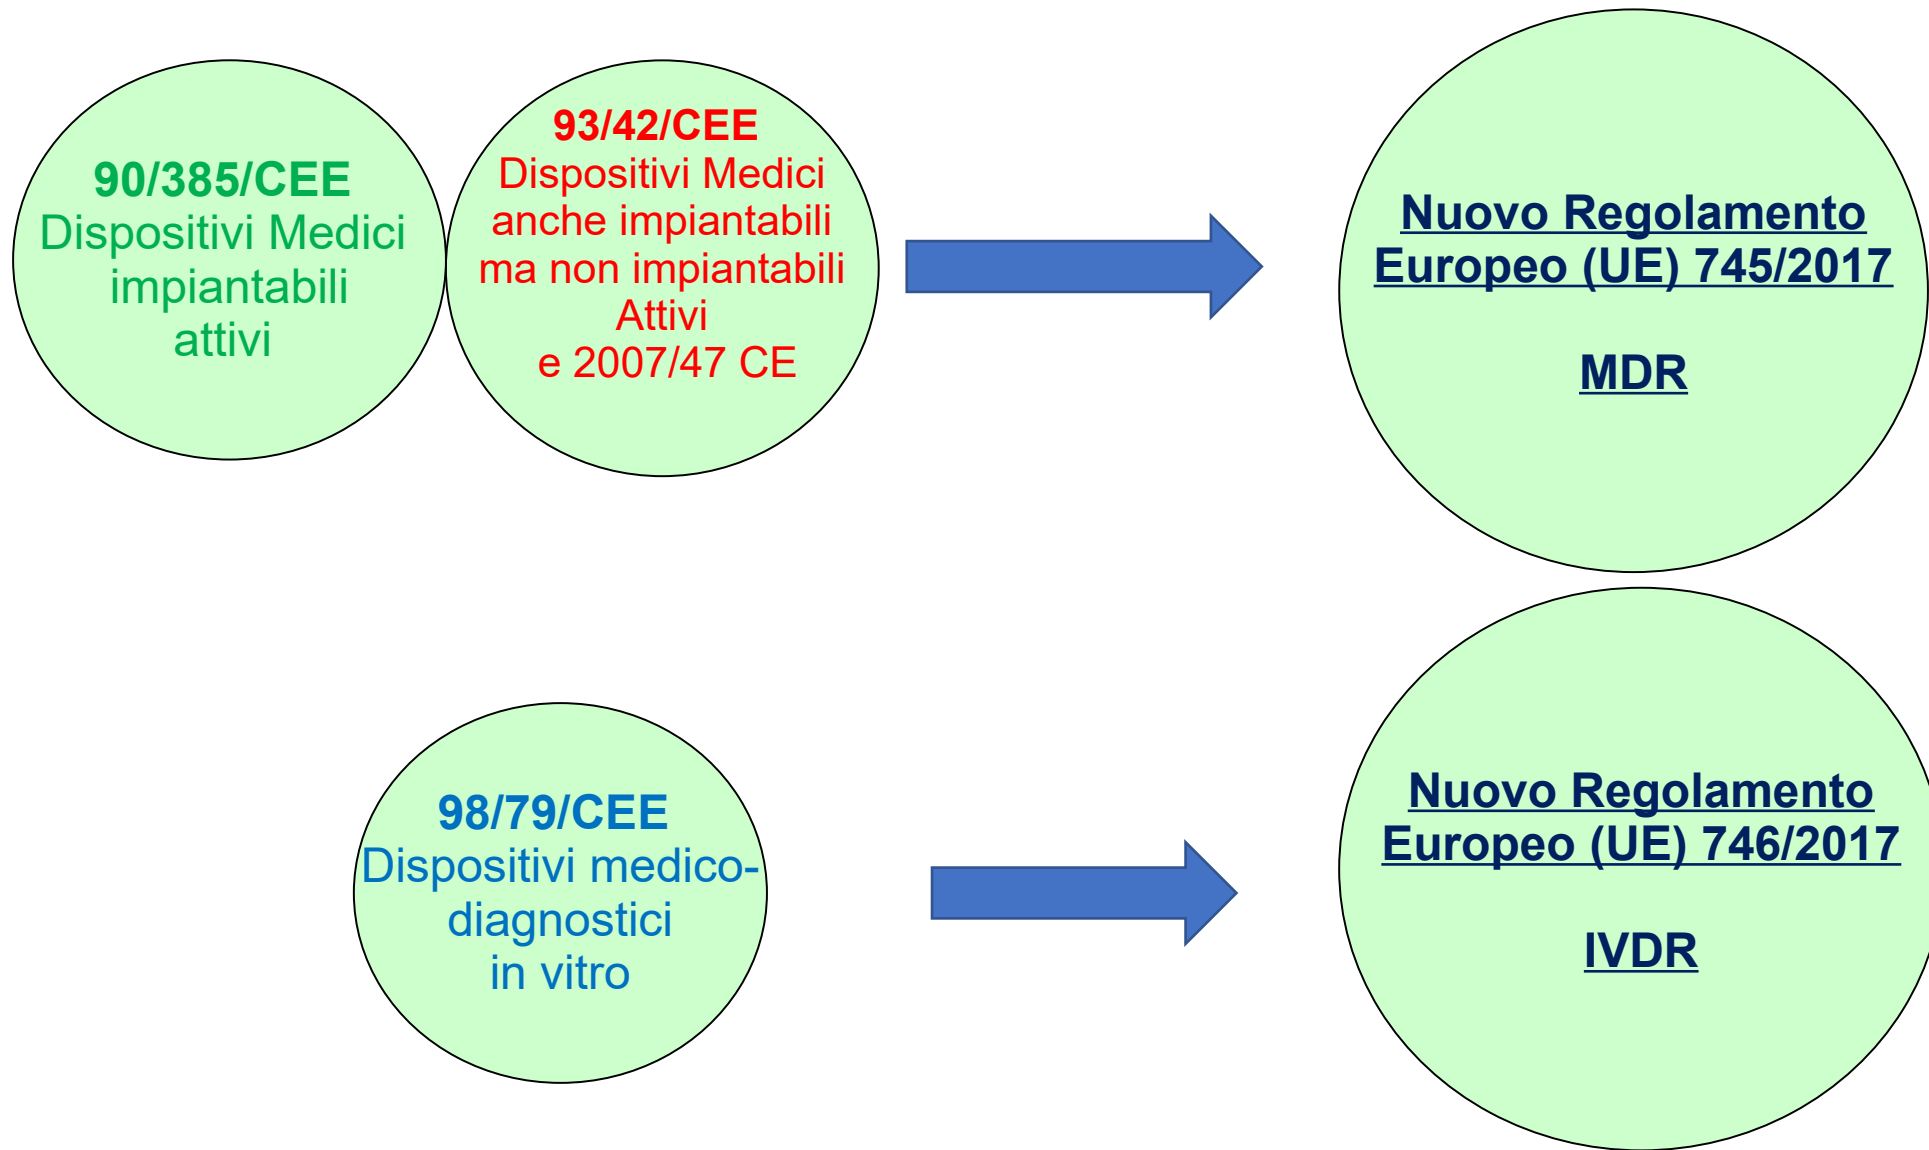 90/385/CEE
Dispositivi Medici
impiantabili
attivi
93/42/CEE
Dispositivi Medici
anche impiantabili
ma non impiantabili
Attivi
e 2007/47 CE
Nuovo Regolamento
Europeo (UE) 745/2017
MDR
98/79/CEE
Dispositivi medico-
diagnostici
in vitro
Nuovo Regolamento
Europeo (UE) 746/2017
IVDR